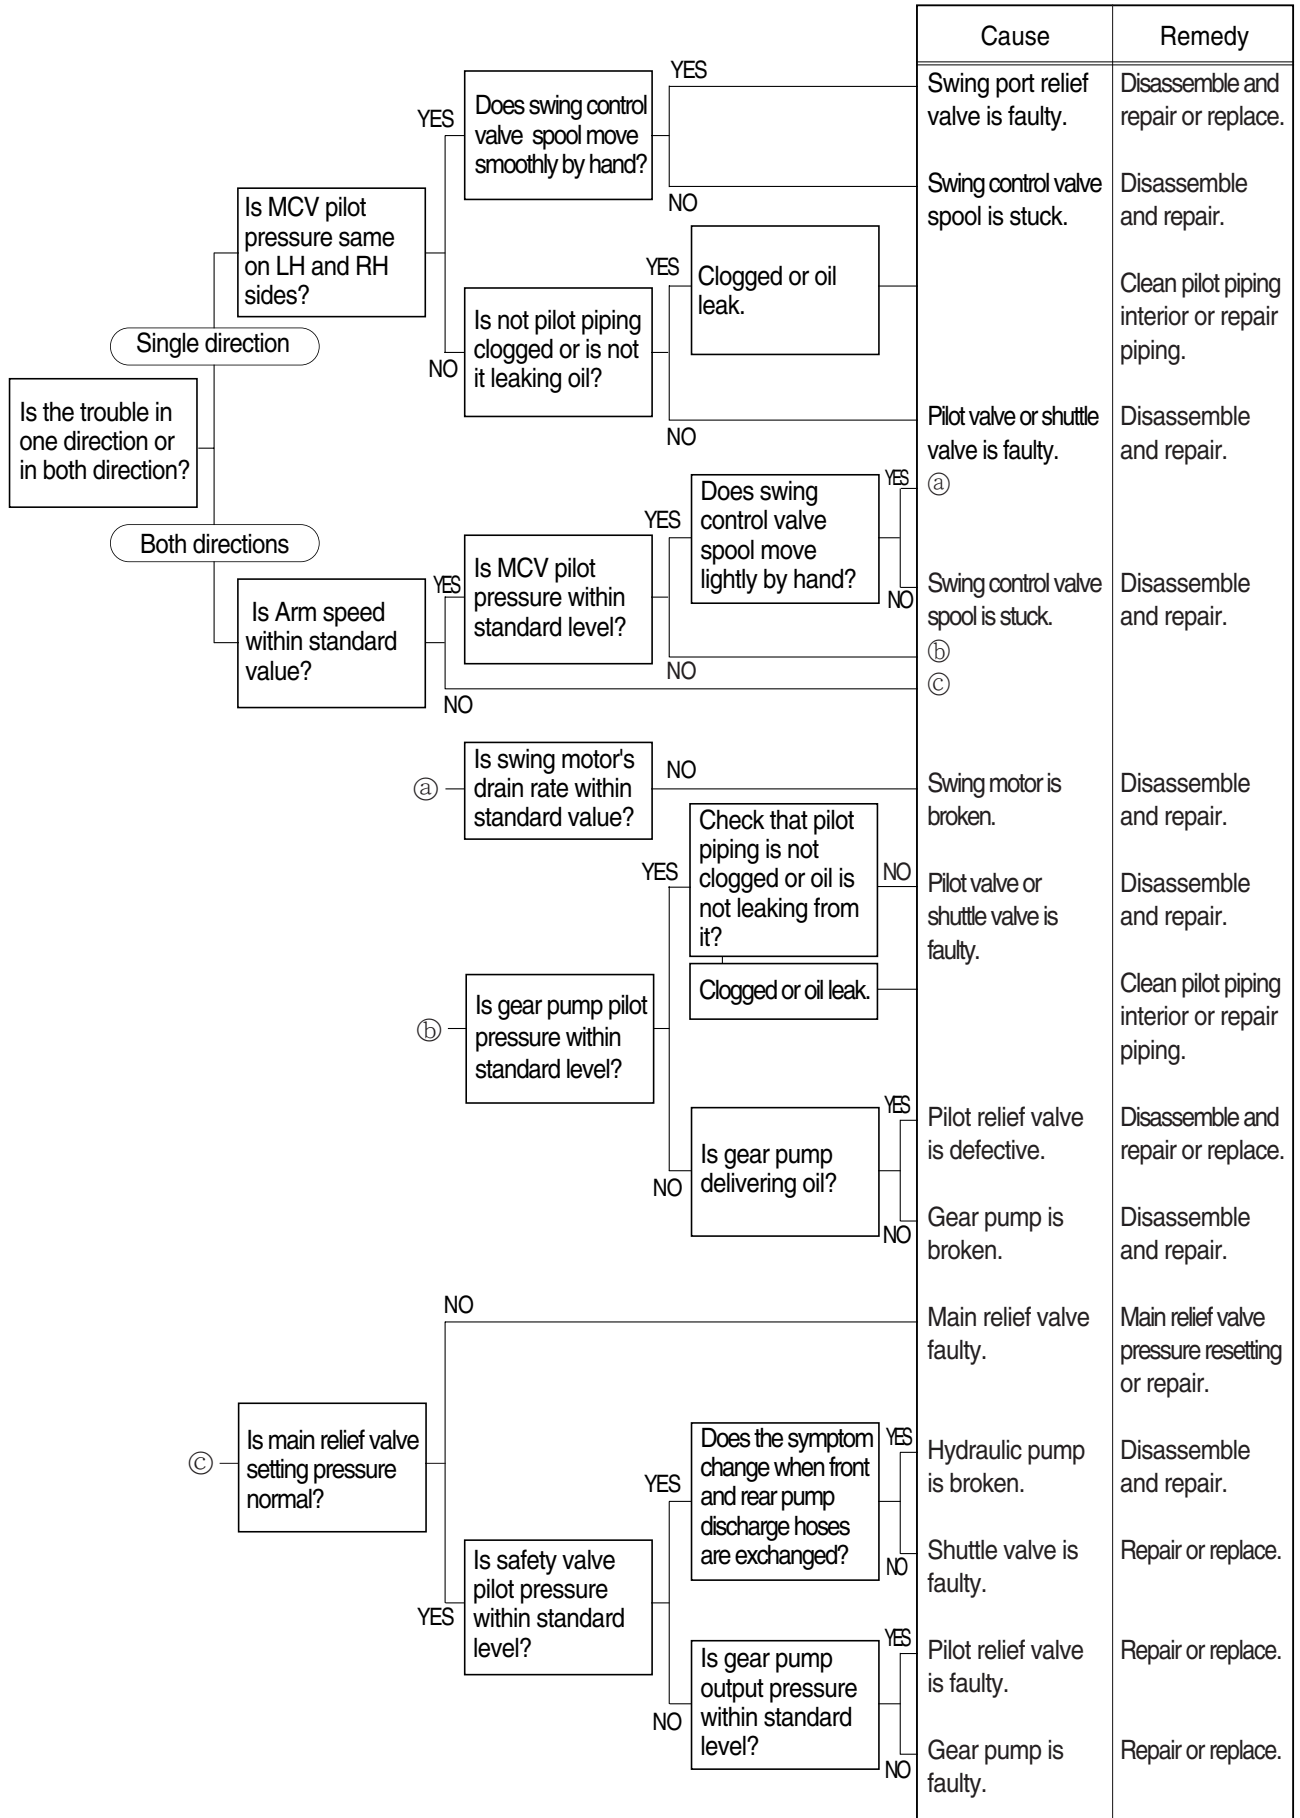 Cause
Remedy
YES
Does swing control
valve spool move
smoothly by hand?
YES
Swing port relief
valve is faulty.
Disassemble and
repair or replace.
NO
Swing control valve
spool is stuck.
Disassemble
and repair.
Is MCV pilot
pressure same
on LH and RH
sides?
Single direction
NO
Is not pilot piping
clogged or is not
it leaking oil?
YES
Clogged or oil
leak.
Clean pilot piping
interior or repair
piping.
NO
Pilot valve or shuttle
valve is faulty.
Disassemble
and repair.
Is the trouble in
one direction or
in both direction?
Both directions
Is Arm speed
within standard
value?
YES
Is MCV pilot
pressure within
standard level?
YES
Does swing
control valve
spool move
lightly by hand?
YES
ⓐ
NO
Swing control valve
spool is stuck.
Disassemble
and repair.
NO
ⓑ
NO
ⓒ
ⓐ
Is swing motor's
drain rate within
standard value?
NO
Swing motor is
broken.
Disassemble
and repair.
ⓑ
Is gear pump pilot
pressure within
standard level?
YES
Check that pilot
piping is not
clogged or oil is
not leaking from
it?
NO
Pilot valve or
shuttle valve is
faulty.
Disassemble
and repair.
Clogged or oil leak.
Clean pilot piping
interior or repair
piping.
NO
Is gear pump
delivering oil?
YES
Pilot relief valve
is defective.
Disassemble and
repair or replace.
NO
Gear pump is
broken.
Disassemble
and repair.
ⓒ
Is main relief valve
setting pressure
normal?
NO
Main relief valve
faulty.
Main relief valve
pressure resetting
or repair.
YES
Is safety valve
pilot pressure
within standard
level?
YES
Does the symptom
change when front
and rear pump
discharge hoses
are exchanged?
YES
Hydraulic pump
is broken.
Disassemble
and repair.
NO
Shuttle valve is
faulty.
Repair or replace.
NO
Is gear pump
output pressure
within standard
level?
YES
Pilot relief valve
is faulty.
Repair or replace.
NO
Gear pump is
faulty.
Repair or replace.